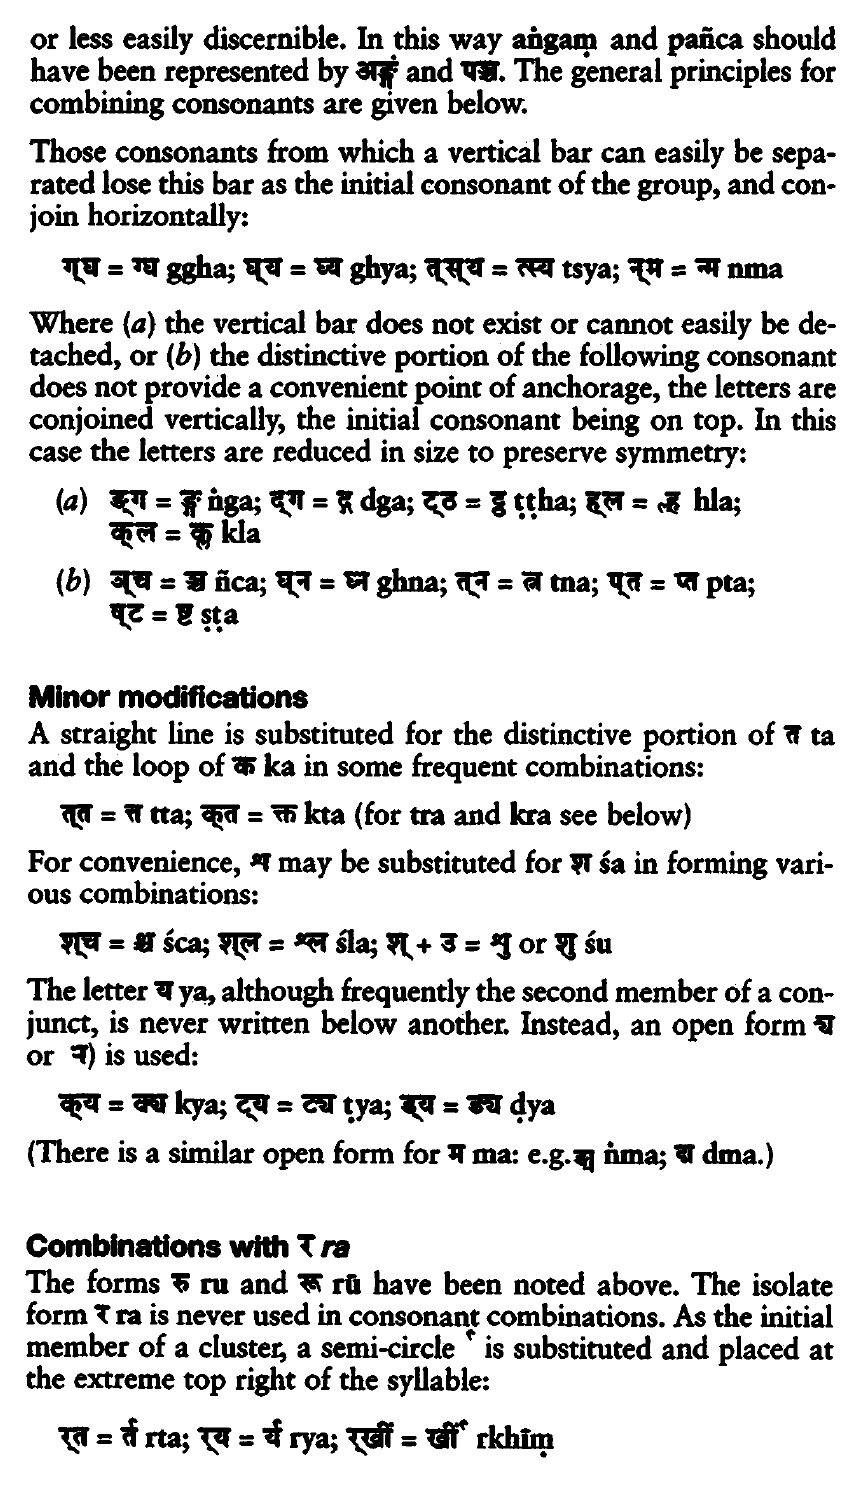 or less easily discernible. In this way aṅgaṃ and pañca should
have been represented by अङ्गं and पञ्च. The general principles for
combining consonants are given below.
Those consonants from which a vertical bar can easily be sepa-
rated lose this bar as the initial consonant of the group, and con-
join horizontally:
ग्‌घ = ग्घ ggha; घ्‌य = घ्य ghya; त्‌स्‌य = त्स्य tsya; न्‌म = न्म nma
Where (a) the vertical bar does not exist or cannot easily be de-
tached, or (b) the distinctive portion of the following consonant
does not provide a convenient point of anchorage, the letters are
conjoined vertically, the initial consonant being on top. In this
case the letters are reduced in size to preserve symmetry:
(a) ङ्‌ग = ङ्ग ṅga; द्‌ग = द्ग dga; ट्‌ठ = ट्ठ ṭṭha; ह्‌ल = ह्ल hla;
क्‌ल = क्ल kla
(b) ञ्‌च = ञ्च ñca; घ्‌न = घ्न ghna; त्‌न = त्न tna; प्‌त = प्त pta;
ष्‌ट = ष्ट ṣṭa
Minor modifications
A straight line is substituted for the distinctive portion of त ta
and the loop of क ka in some frequent combinations:
त्‌त = त्त tta; क्‌त = क्त kta (for tra and kra see below)
For convenience, श may be substituted for श śa in forming vari-
ous combinations:
श्‌च = श्च śca; श्‌ल = श्ल śla; श् + उ = शु or शु śu
The letter य ya, although frequently the second member of a con-
junct, is never written below another. Instead, an open form
or ) is used:
क्‌य = क्य kya; ट्‌य = ट्य ṭya; ड्‌य = ड्य ḍya
(There is a similar open form for म ma: e.g. ङ्म ṅma; द्म dma.)
Combinations with र ra
The forms रु ru and रू rū have been noted above. The isolate
form र ra is never used in consonant combinations. As the initial
member of a cluster, a semi-circle is substituted and placed at
the extreme top right of the syllable:
र्‌त = र्त rta; र्‌य = र्य rya; र्‌खीं = र्खीं rkhīṃ